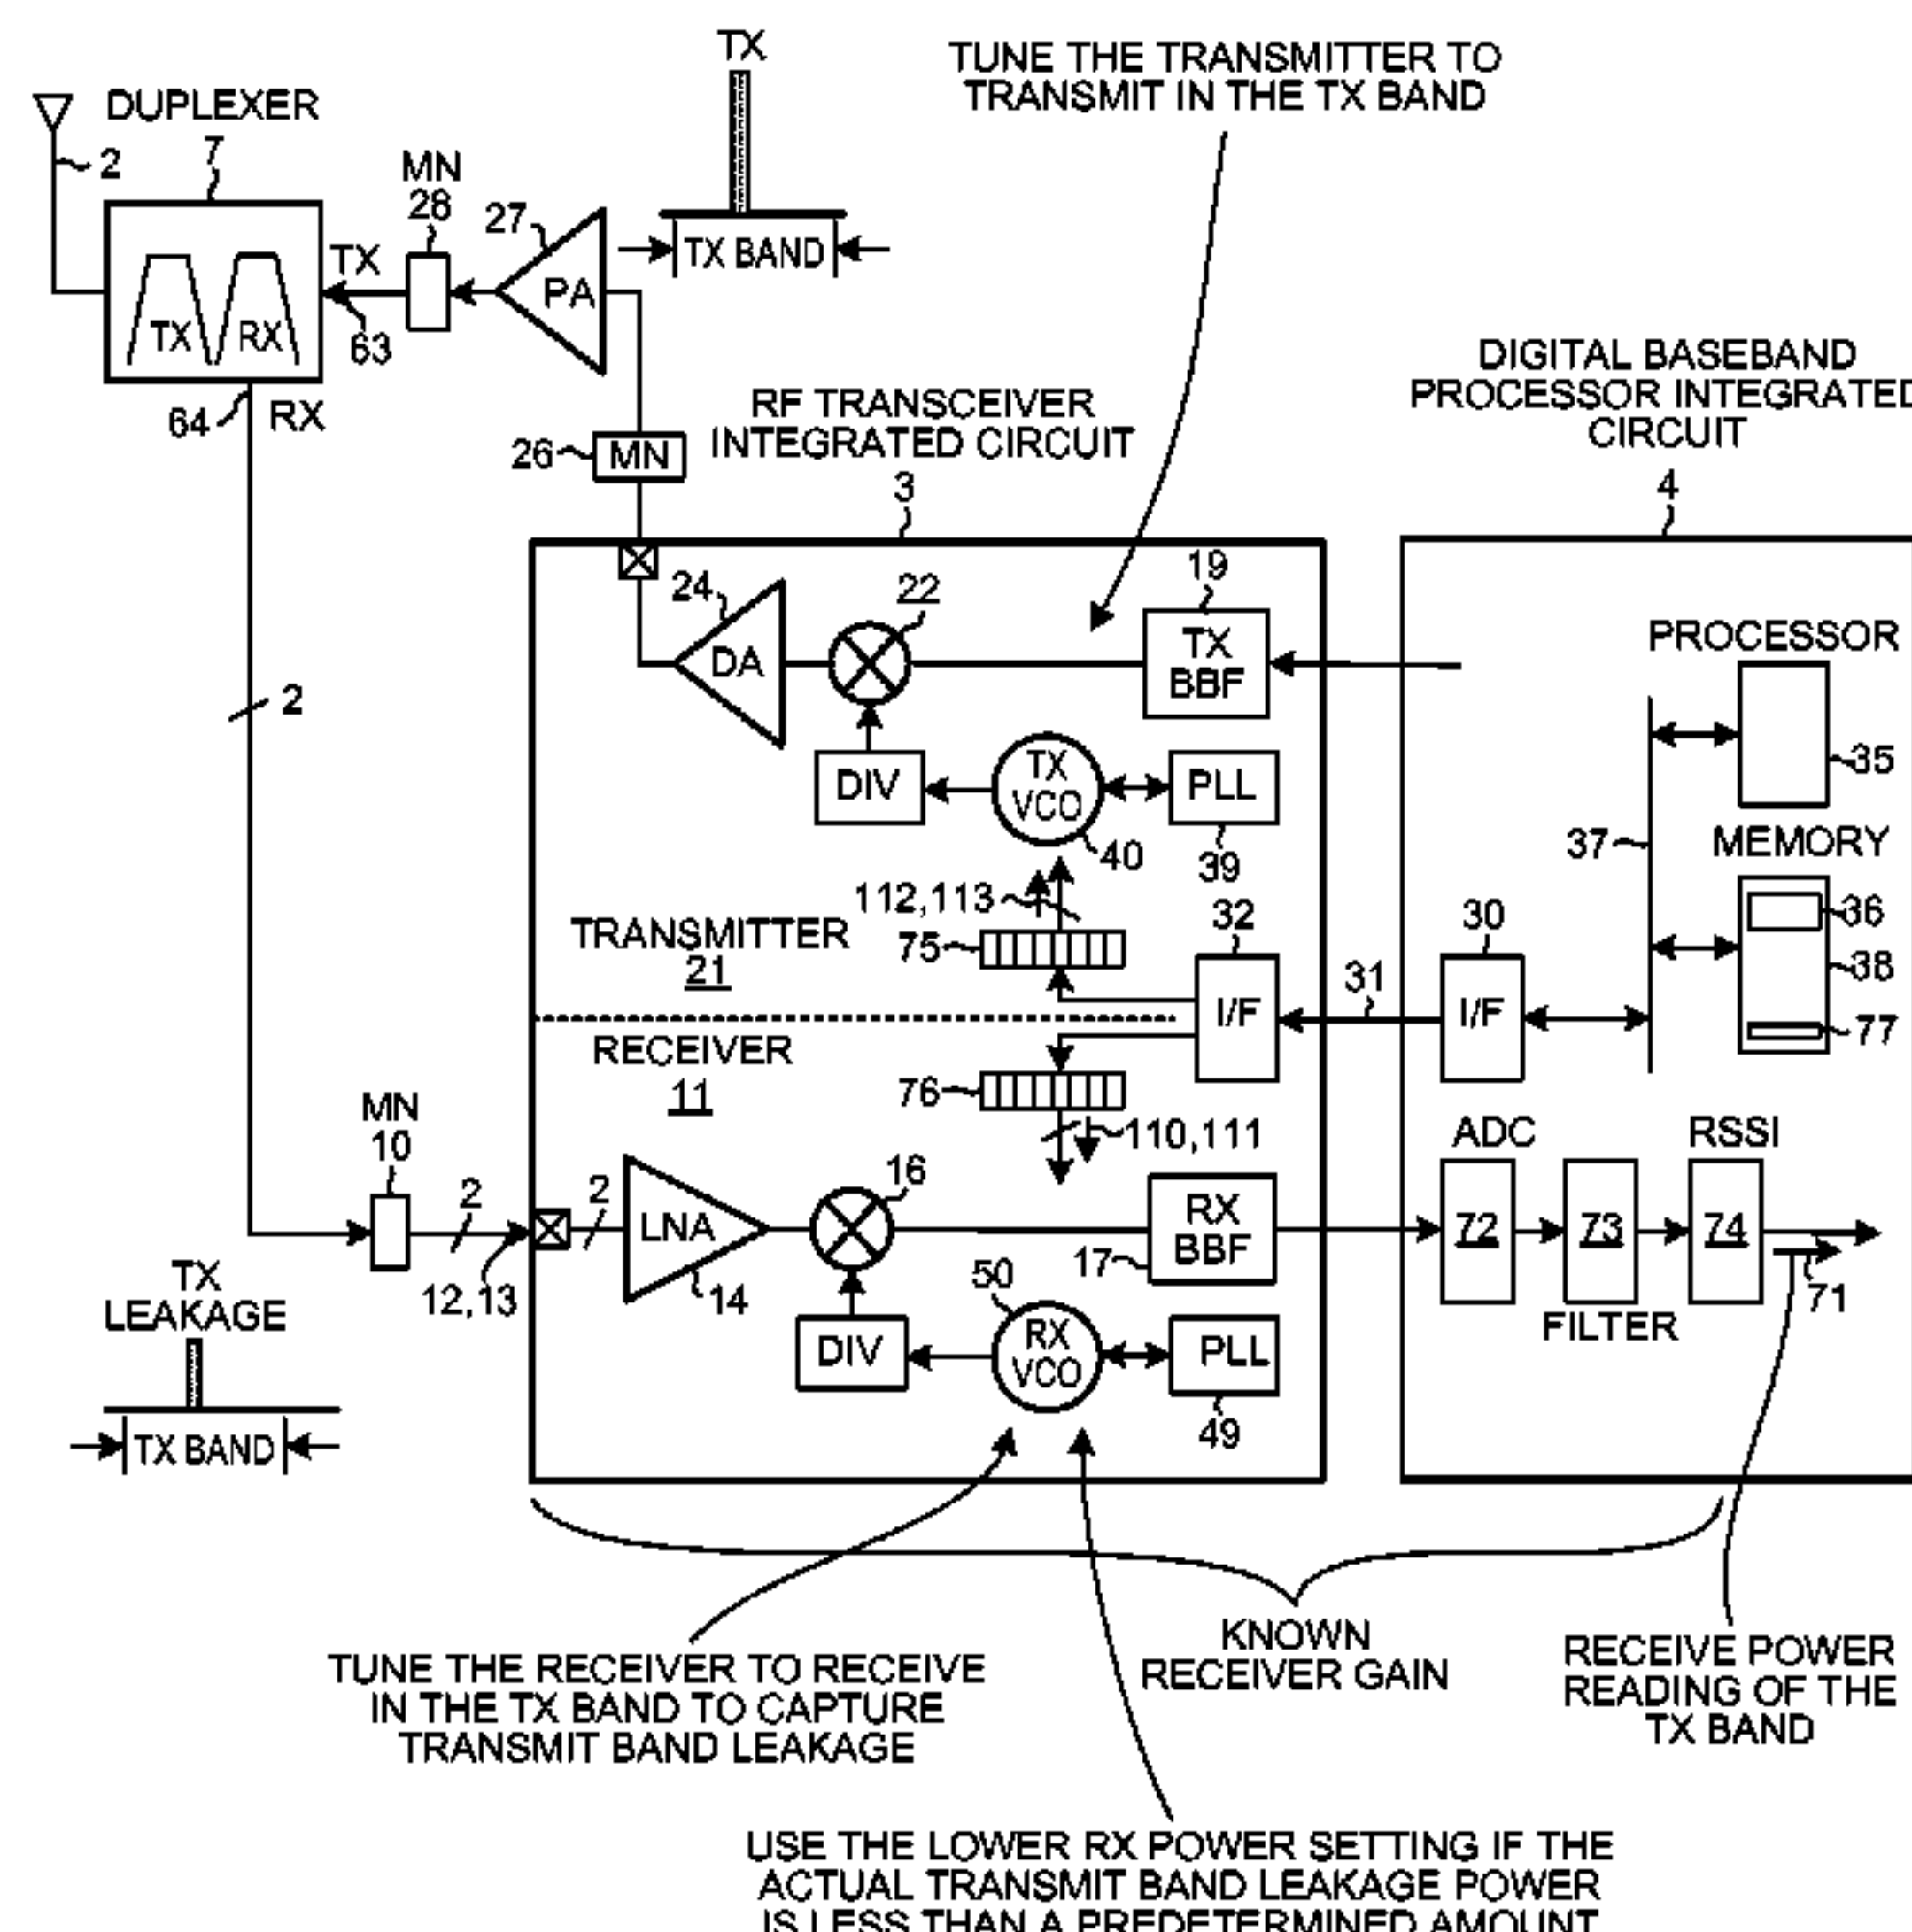 TX
TUNE THE TRANSMITTER TO
TRANSMIT IN THE TX BAND
DUPLEXER
7
2
MN
28
27
TX BAND
TX
PA
TX
RX
63
64
RX
26
MN
RF TRANSCEIVER
INTEGRATED CIRCUIT
3
DIGITAL BASEBAND
PROCESSOR INTEGRATED
CIRCUIT
4
24
22
19
DA
TX
BBF
PROCESSOR
35
2
DIV
TX
VCO
40
PLL
39
37
MEMORY
36
38
77
112,113
32
30
TRANSMITTER
21
75
I/F
31
I/F
RECEIVER
11
76
110,111
MN
10
2
12,13
2
LNA
14
16
RX
BBF
17
ADC
72
73
FILTER
RSSI
74
71
TX
LEAKAGE
TX BAND
DIV
50
RX
VCO
PLL
49
TUNE THE RECEIVER TO RECEIVE
IN THE TX BAND TO CAPTURE
TRANSMIT BAND LEAKAGE
KNOWN
RECEIVER GAIN
RECEIVE POWER
READING OF THE
TX BAND
USE THE LOWER RX POWER SETTING IF THE
ACTUAL TRANSMIT BAND LEAKAGE POWER
IS LESS THAN A PREDETERMINED AMOUNT